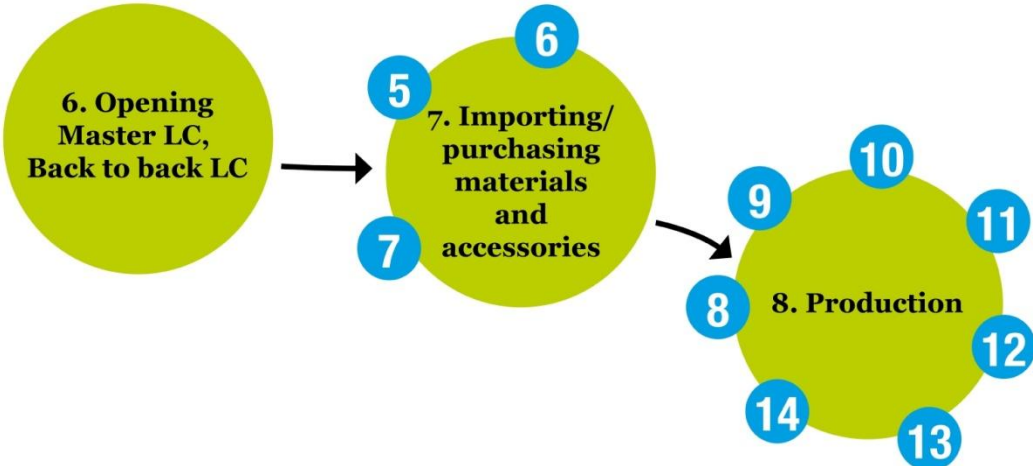 6. Opening
Master LC,
Back to back LC
5
6
7. Importing/
purchasing
materials
and
accessories
7
8
9
10
11
8. Production
12
13
14